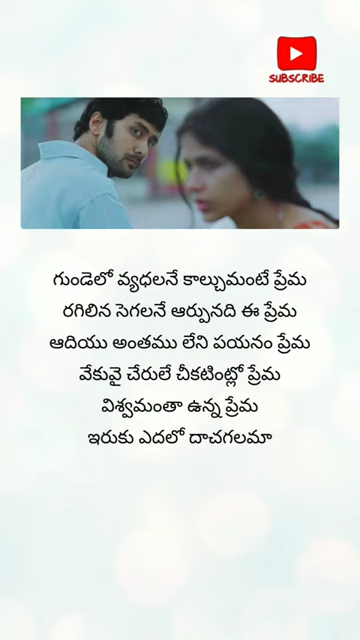 SUBSCRIBE
గుండెలో వ్యధలనే కాల్చుమంటే ప్రేమ
రగిలిన సెగలనే ఆర్పునది ఈ ప్రేమ
ఆదియు అంతము లేని పయనం ప్రేమ
వేకువై చేరులే చీకటింట్లో ప్రేమ
విశ్వమంతా ఉన్న ప్రేమ
ఇరుకు ఎదలో దాచగలమా